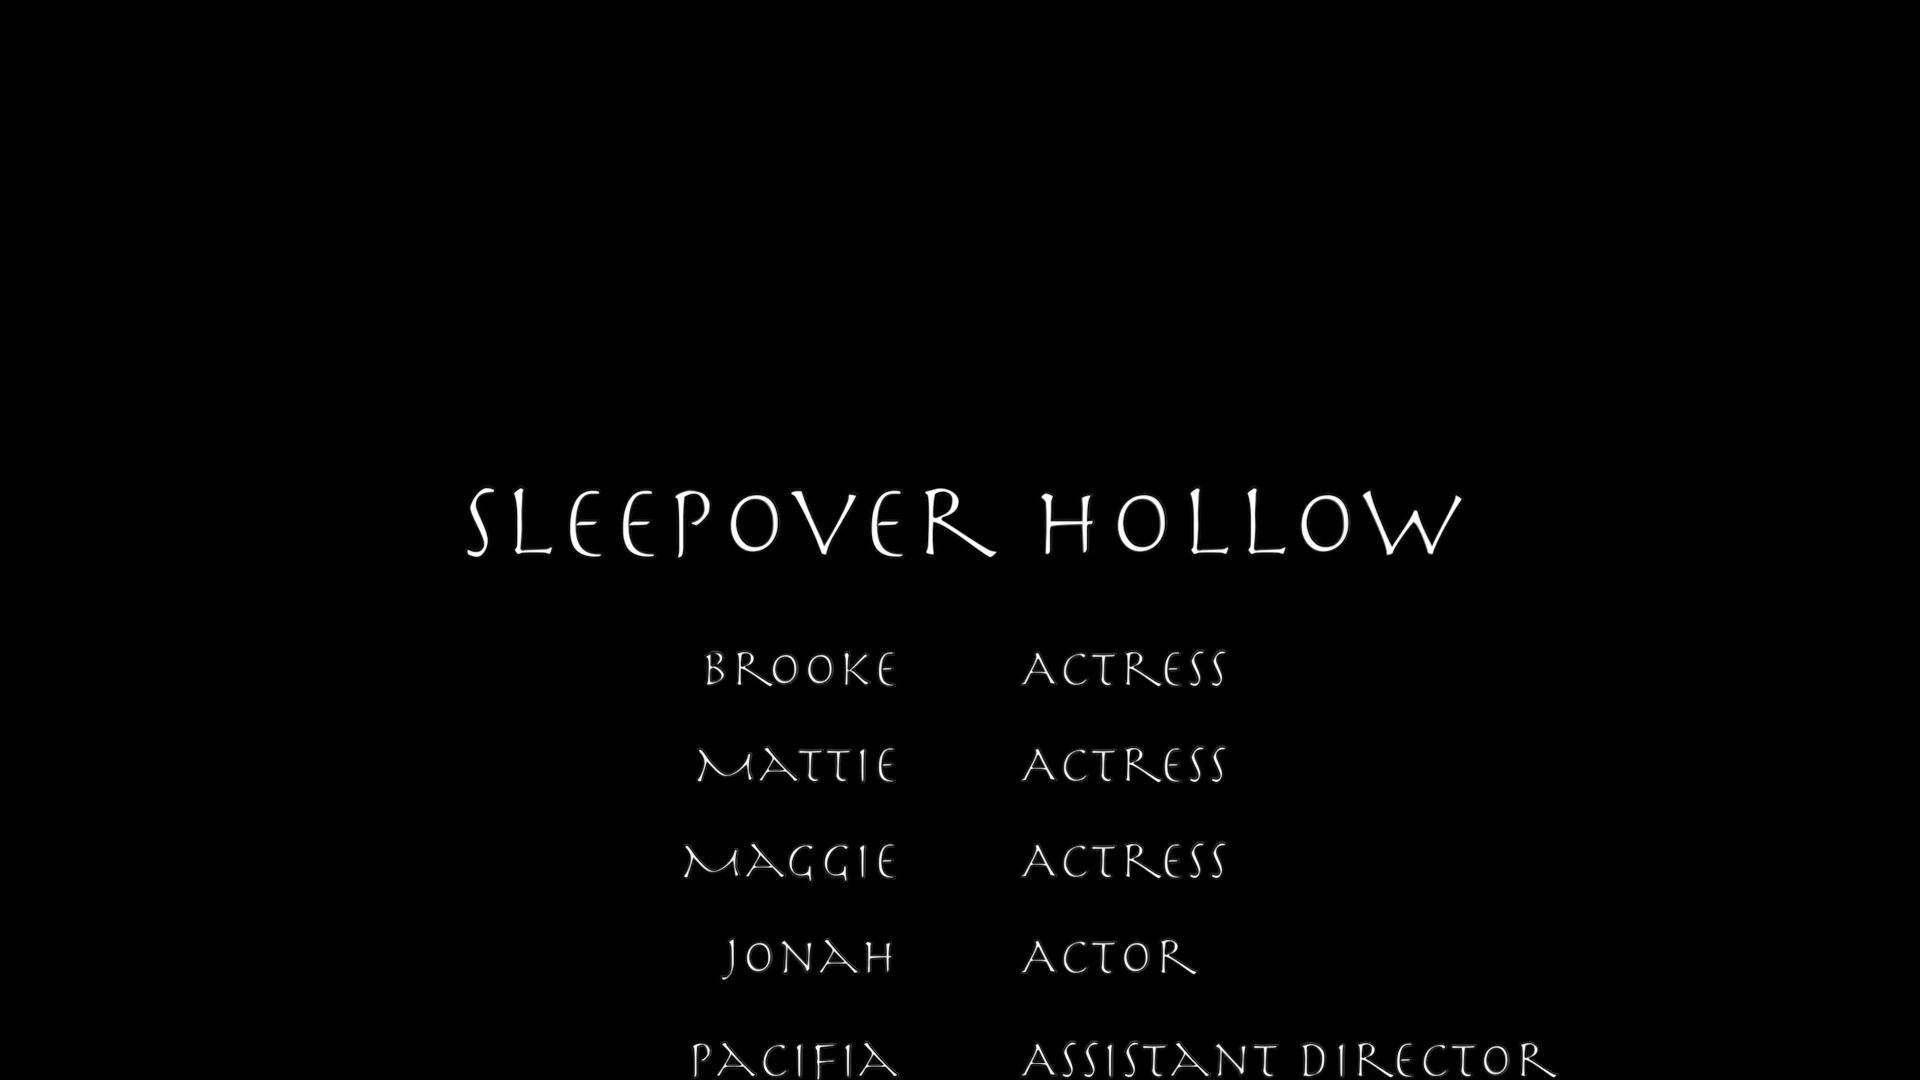 SLEEPOVER HOLLOW
BROOKE ACTRESS
MATTIE ACTRESS
MAGGIE ACTRESS
JONAH ACTOR
PACIFIA ASSISTANT DIRECTOR